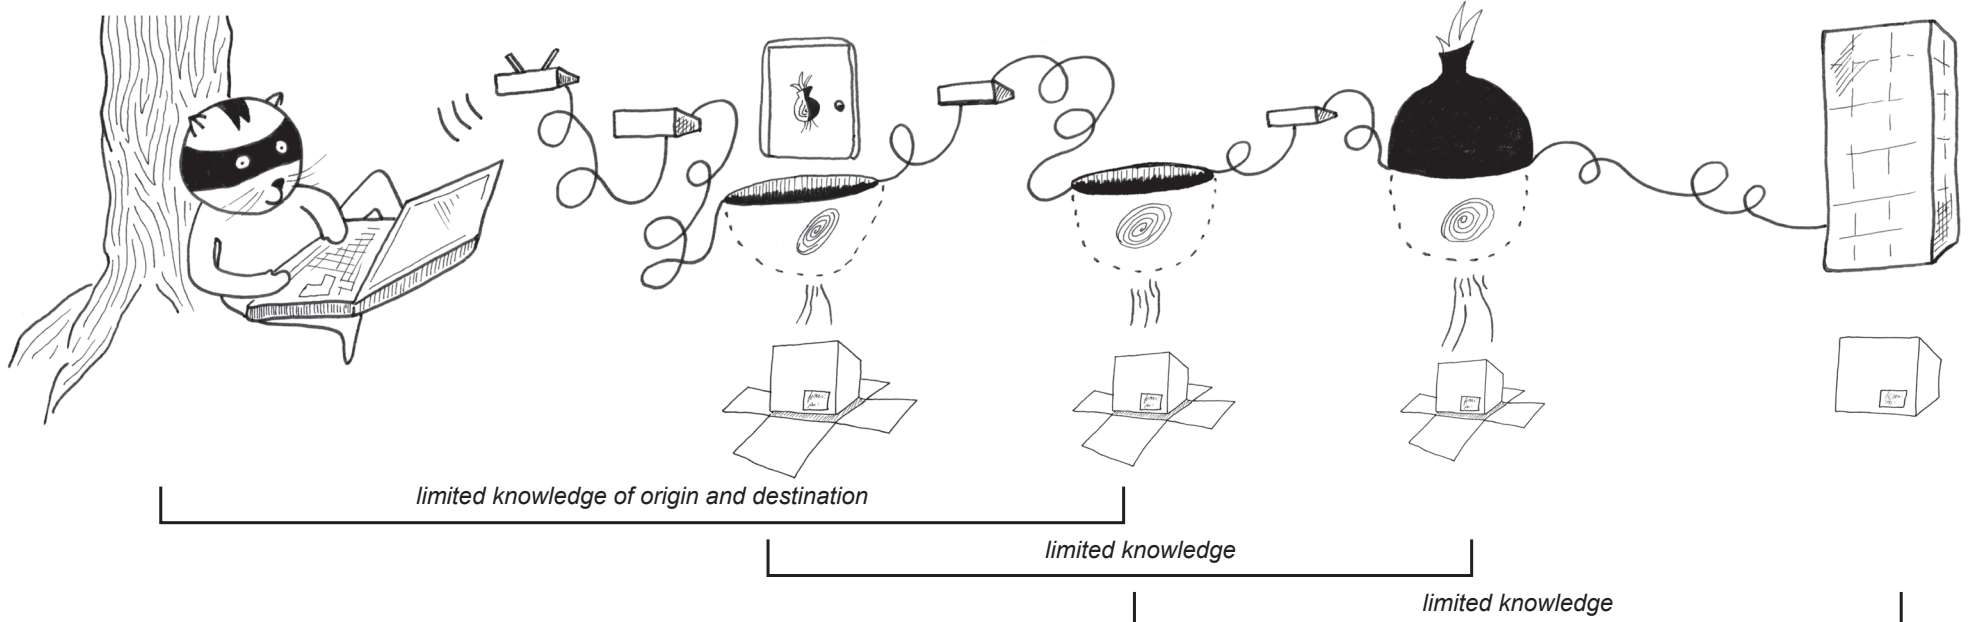 limited knowledge of origin and destination
limited knowledge
limited knowledge